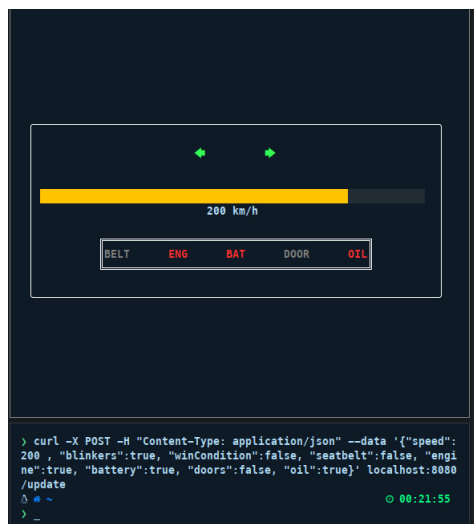 200 km/h
BELT ENG BAT DOOR OIL
❯ curl -X POST -H "Content-Type: application/json" --data '{"speed":
200 , "blinkers":true, "winCondition":false, "seatbelt":false, "engi
ne":true, "battery":true, "doors":false, "oil":true}' localhost:8080
/update
~ 00:21:55
❯ _